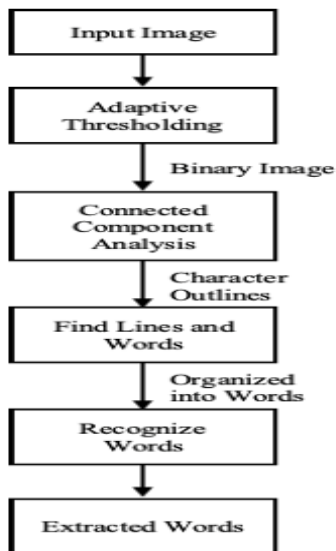 Input Image
Adaptive
Thresholding
Binary Image
Connected
Component
Analysis
Character
Outlines
Find Lines and
Words
Organized
into Words
Recognize
Words
Extracted Words